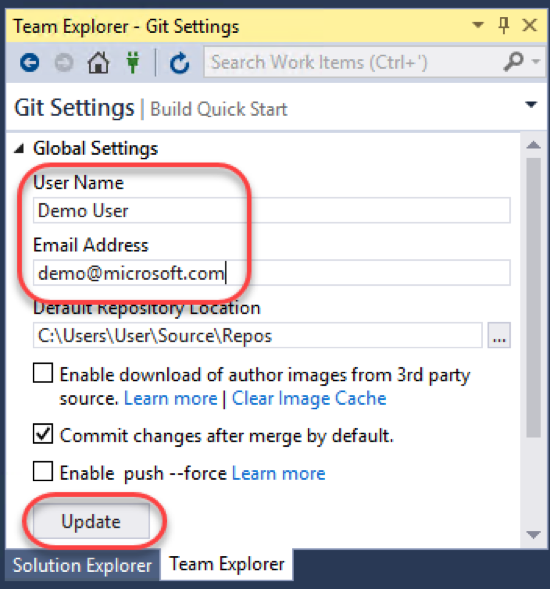 Team Explorer - Git Settings
Search Work Items (Ctrl+')
Git Settings | Build Quick Start
Global Settings
User Name
Demo User
Email Address
demo@microsoft.com
Default Repository Location
C:\Users\User\Source\Repos
...
Enable download of author images from 3rd party
source. Learn more | Clear Image Cache
Commit changes after merge by default.
Enable push --force Learn more
Update
Solution Explorer
Team Explorer